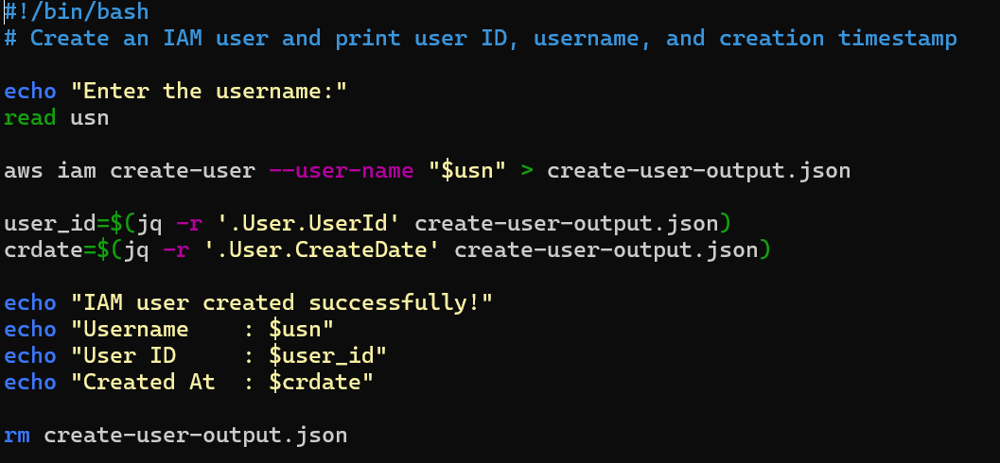 #!/bin/bash
# Create an IAM user and print user ID, username, and creation timestamp
echo "Enter the username:"
read usn
aws iam create-user --user-name "$usn" > create-user-output.json
user_id=$(jq -r '.User.UserId' create-user-output.json)
crdate=$(jq -r '.User.CreateDate' create-user-output.json)
echo "IAM user created successfully!"
echo "Username    : $usn"
echo "User ID     : $user_id"
echo "Created At  : $crdate"
rm create-user-output.json